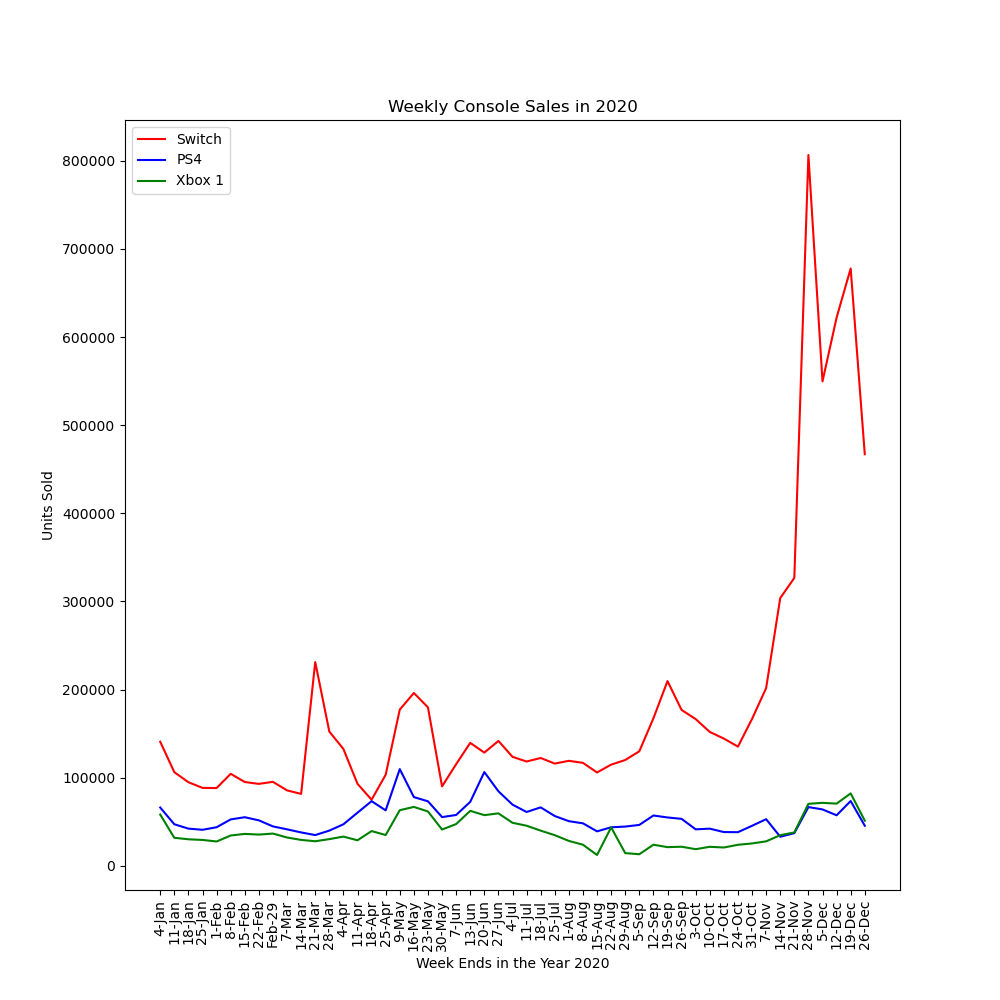 Weekly Console Sales in 2020
Switch
PS4
Xbox 1
800000
700000
600000
500000
400000
300000
200000
100000
0
Units Sold
4-Jan
11-Jan
18-Jan
25-Jan
1-Feb
8-Feb
15-Feb
22-Feb
Feb-29
7-Mar
14-Mar
21-Mar
28-Mar
4-Apr
11-Apr
18-Apr
25-Apr
9-May
16-May
23-May
30-May
7-Jun
13-Jun
20-Jun
27-Jun
4-Jul
11-Jul
18-Jul
25-Jul
1-Aug
8-Aug
15-Aug
22-Aug
29-Aug
5-Sep
12-Sep
19-Sep
26-Sep
3-Oct
10-Oct
17-Oct
24-Oct
31-Oct
7-Nov
14-Nov
21-Nov
28-Nov
5-Dec
12-Dec
19-Dec
26-Dec
Week Ends in the Year 2020